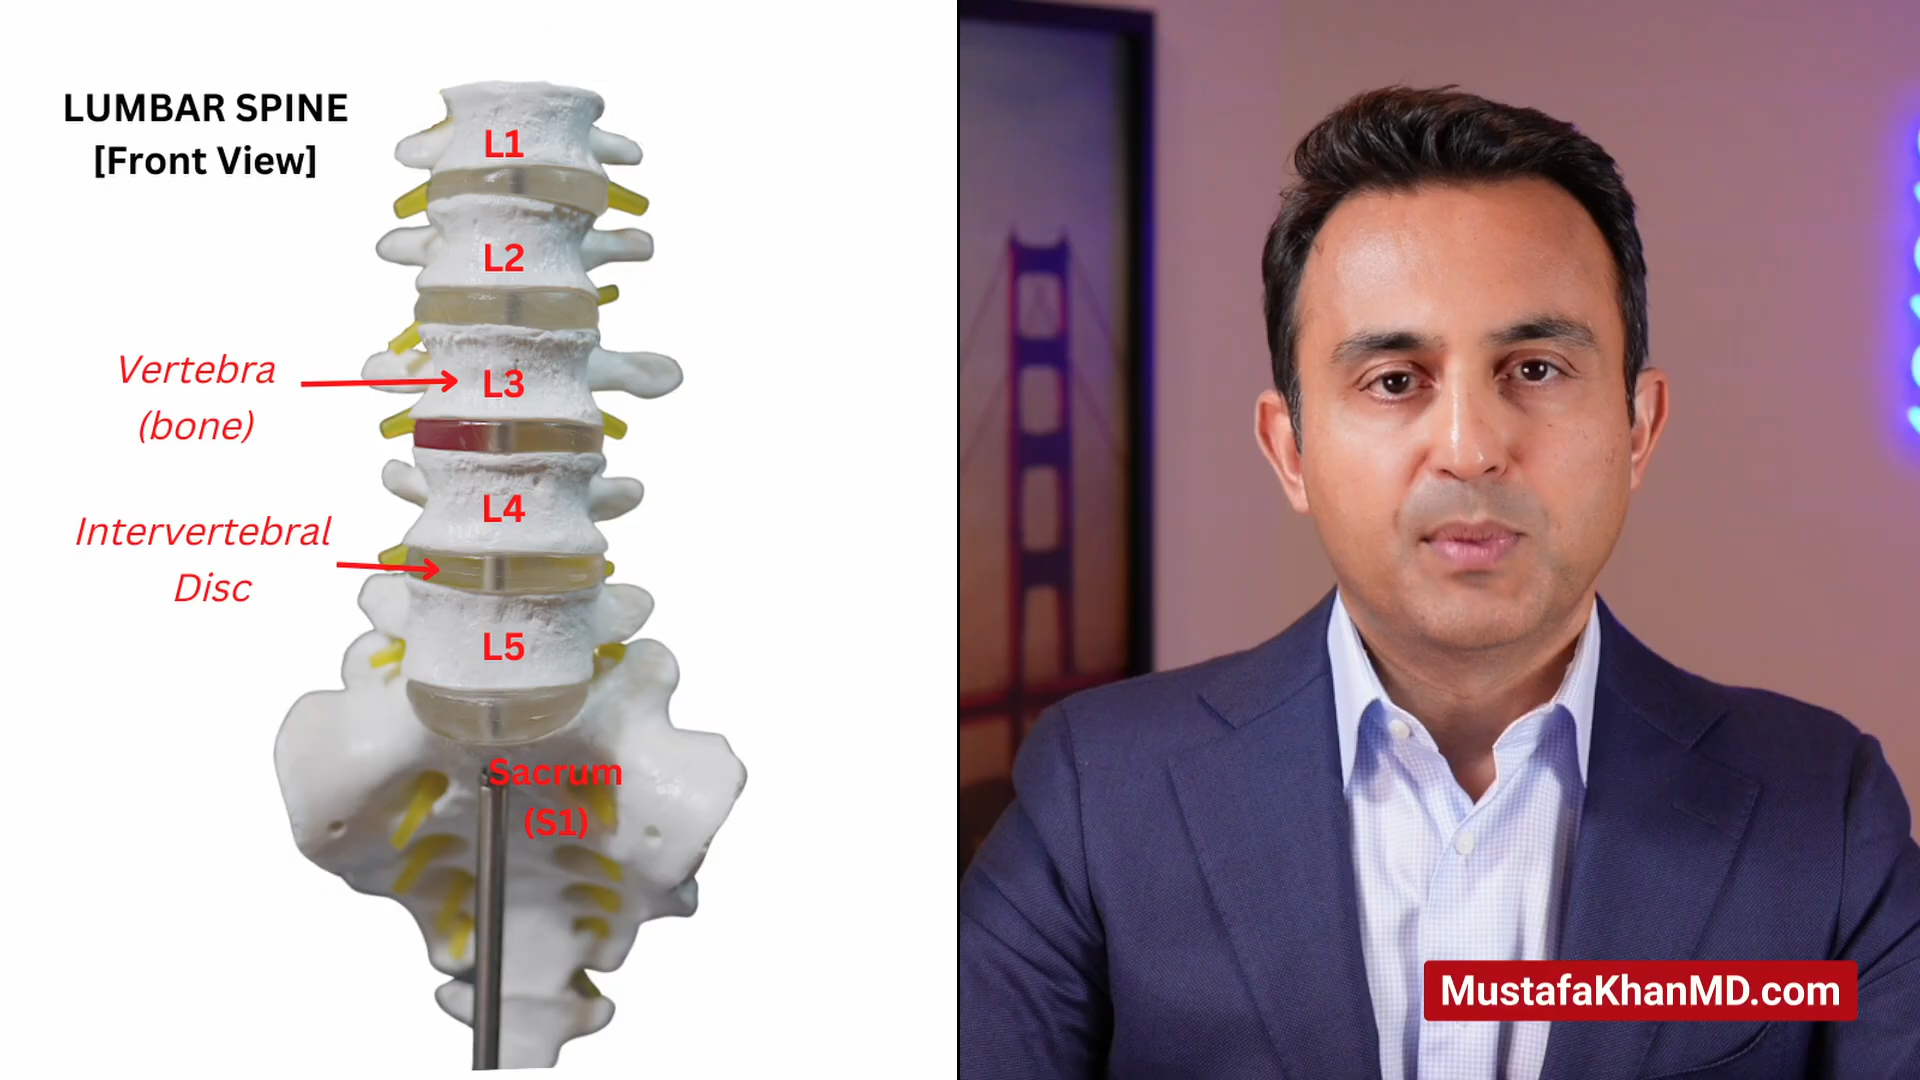 LUMBAR SPINE
[Front View]
L1
L2
Vertebra
(bone)
L3
L4
Intervertebral
Disc
L5
Sacrum
(S1)
MustafaKhanMD.com